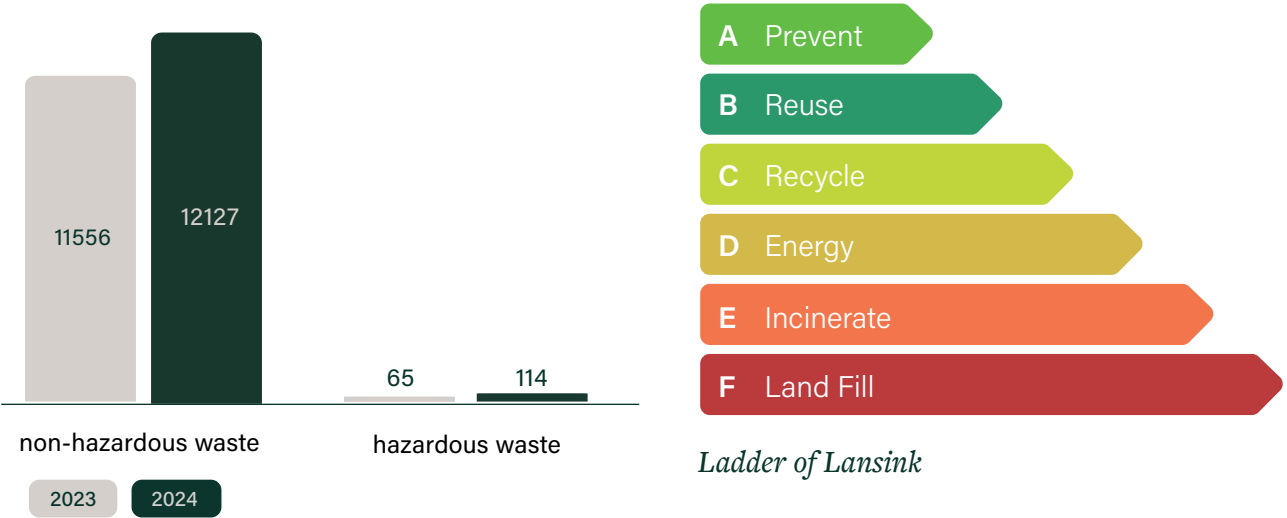 11556
12127
65
114
non-hazardous waste
hazardous waste
2023
2024
A Prevent
B Reuse
C Recycle
D Energy
E Incinerate
F Land Fill
Ladder of Lansink